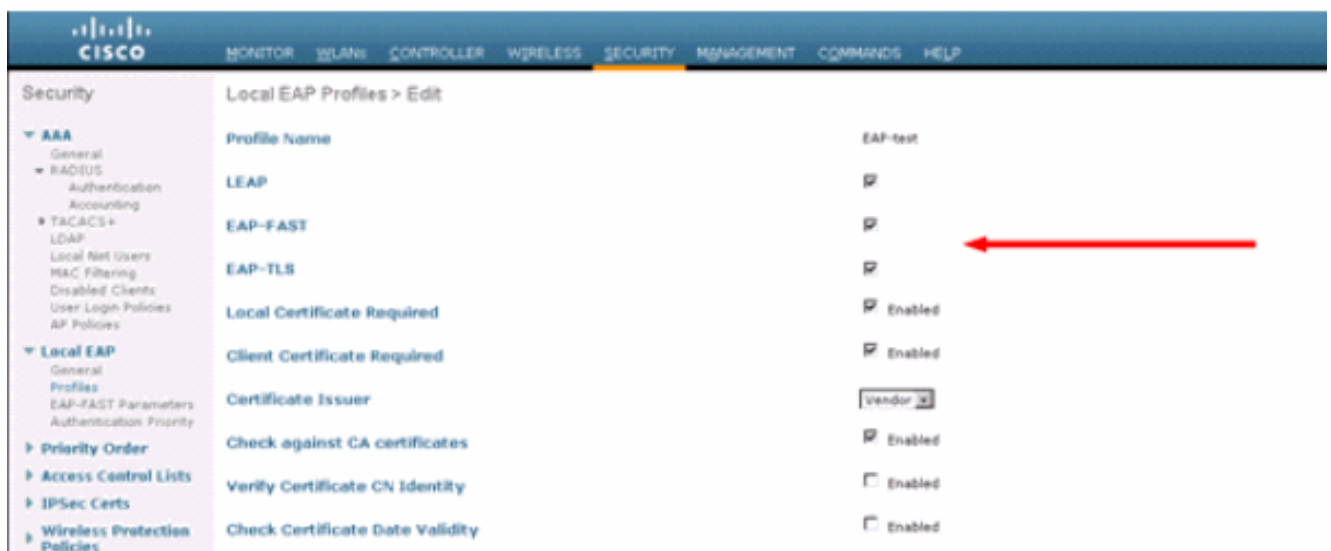 CISCO
MONITOR WLANs CONTROLLER WIRELESS SECURITY MANAGEMENT COMMANDS HELP
Security
AAA
General
RADIUS
Authentication
Accounting
TACACS+
LDAP
Local Net Users
MAC Filtering
Disabled Clients
User Login Policies
AP Policies
Local EAP
General
Profiles
EAP-FAST Parameters
Authentication Priority
Priority Order
Access Control Lists
IPSec Certs
Wireless Protection
Policies
Local EAP Profiles > Edit
Profile Name EAP-test
LEAP
EAP-FAST
EAP-TLS
Local Certificate Required Enabled
Client Certificate Required Enabled
Certificate Issuer Vendor
Check against CA certificates Enabled
Verify Certificate CN Identity Enabled
Check Certificate Date Validity Enabled